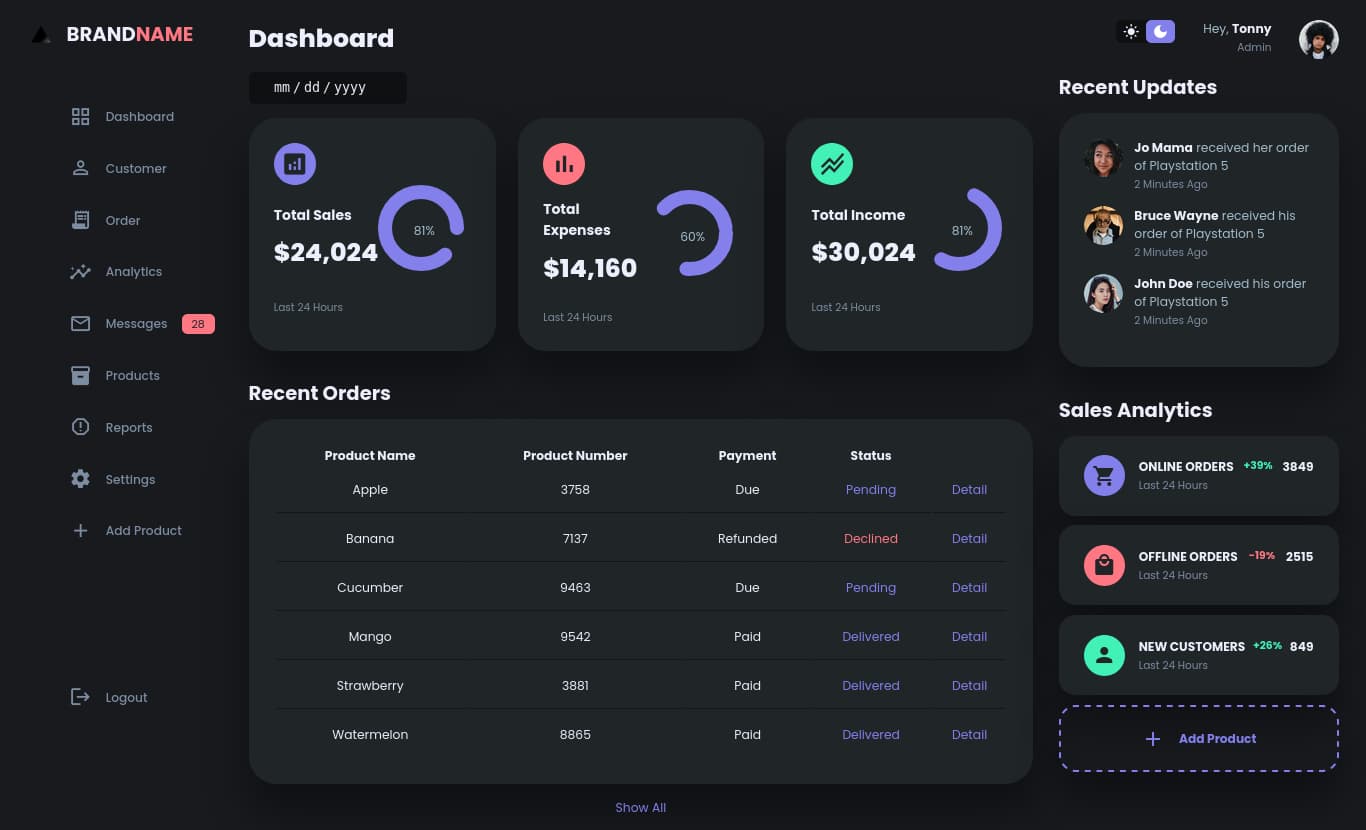 BRANDNAME
Dashboard
Customer
Order
Analytics
Messages 28
Products
Reports
Settings
Add Product
Logout
Dashboard
mm / dd / yyyy
Total Sales
$24,024
81%
Last 24 Hours
Total
Expenses
$14,160
60%
Last 24 Hours
Total Income
$30,024
81%
Last 24 Hours
Recent Orders
Product Name Product Number Payment Status
Apple 3758 Due Pending Detail
Banana 7137 Refunded Declined Detail
Cucumber 9463 Due Pending Detail
Mango 9542 Paid Delivered Detail
Strawberry 3881 Paid Delivered Detail
Watermelon 8865 Paid Delivered Detail
Show All
Hey, Tonny
Admin
Recent Updates
Jo Mama received her order
of Playstation 5
2 Minutes Ago
Bruce Wayne received his
order of Playstation 5
2 Minutes Ago
John Doe received his order
of Playstation 5
2 Minutes Ago
Sales Analytics
ONLINE ORDERS +39% 3849
Last 24 Hours
OFFLINE ORDERS -19% 2515
Last 24 Hours
NEW CUSTOMERS +26% 849
Last 24 Hours
Add Product